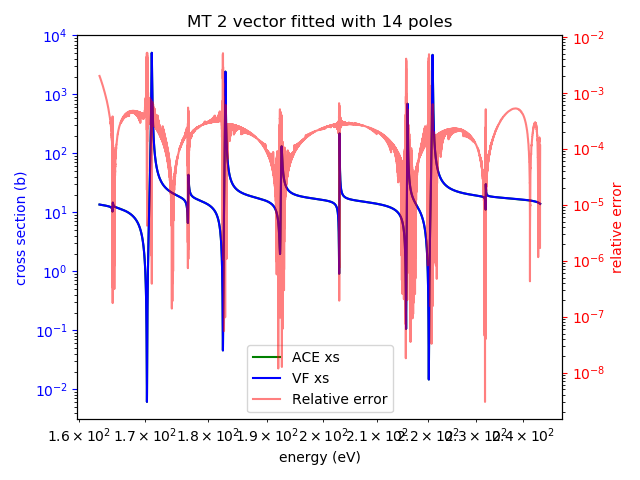 MT 2 vector fitted with 14 poles
cross section (b)
10⁴
10³
10²
10¹
10⁰
10⁻¹
10⁻²
10⁻²
10⁻³
10⁻⁴
10⁻⁵
10⁻⁶
10⁻⁷
10⁻⁸
relative error
ACE xs
VF xs
Relative error
1.6 × 10² 1.7 × 10² 1.8 × 10² 1.9 × 10² 2 × 10² 2.1 × 10² 2.2 × 10² 2.3 × 10² 2.4 × 10²
energy (eV)